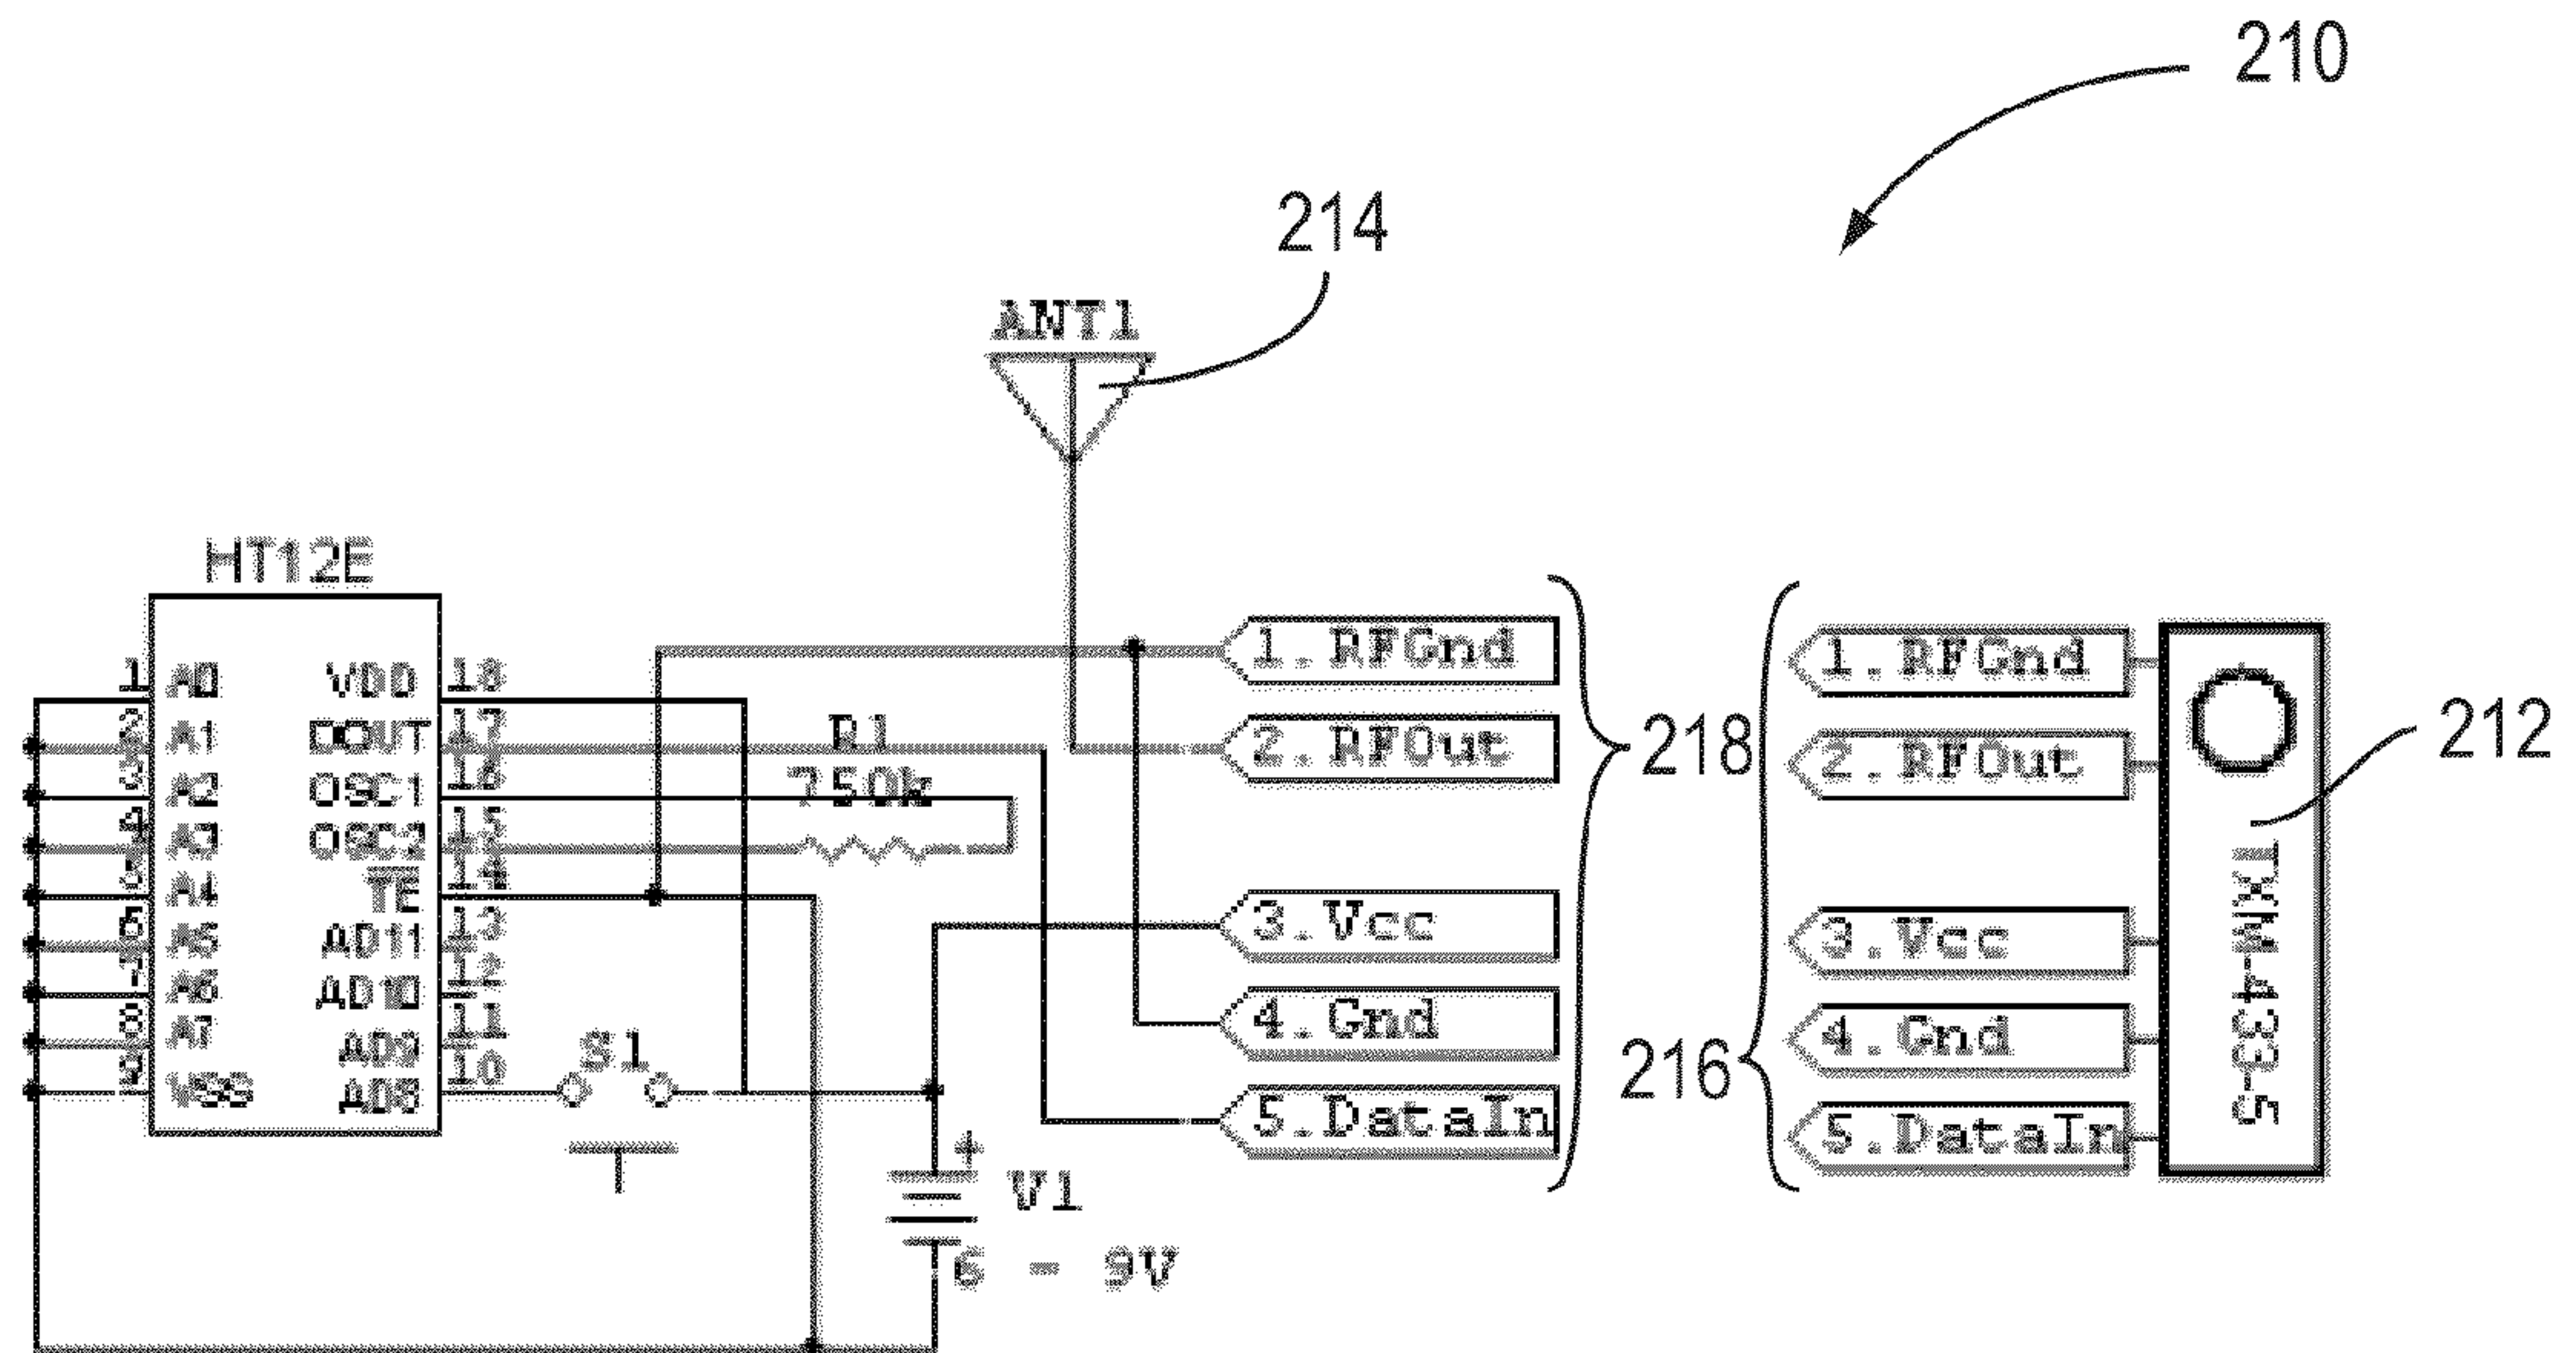 210
214
ANT1
HT12E
1 A0 VDD 18
2 A1 DOUT 17
3 A2 OSC1 16
4 A3 OSC2 15
5 A4 TE 14
6 A5 AD11 13
7 A6 AD10 12
8 A7 AD9 11
9 VSS AD8 10
R1
750k
S1
V1
+
6 - 9V
1.RFGnd
2.RFOut
3.Vcc
4.Gnd
5.DataIn
218
216
1.RFGnd
2.RFOut
3.Vcc
4.Gnd
5.DataIn
212
TXM-433-5